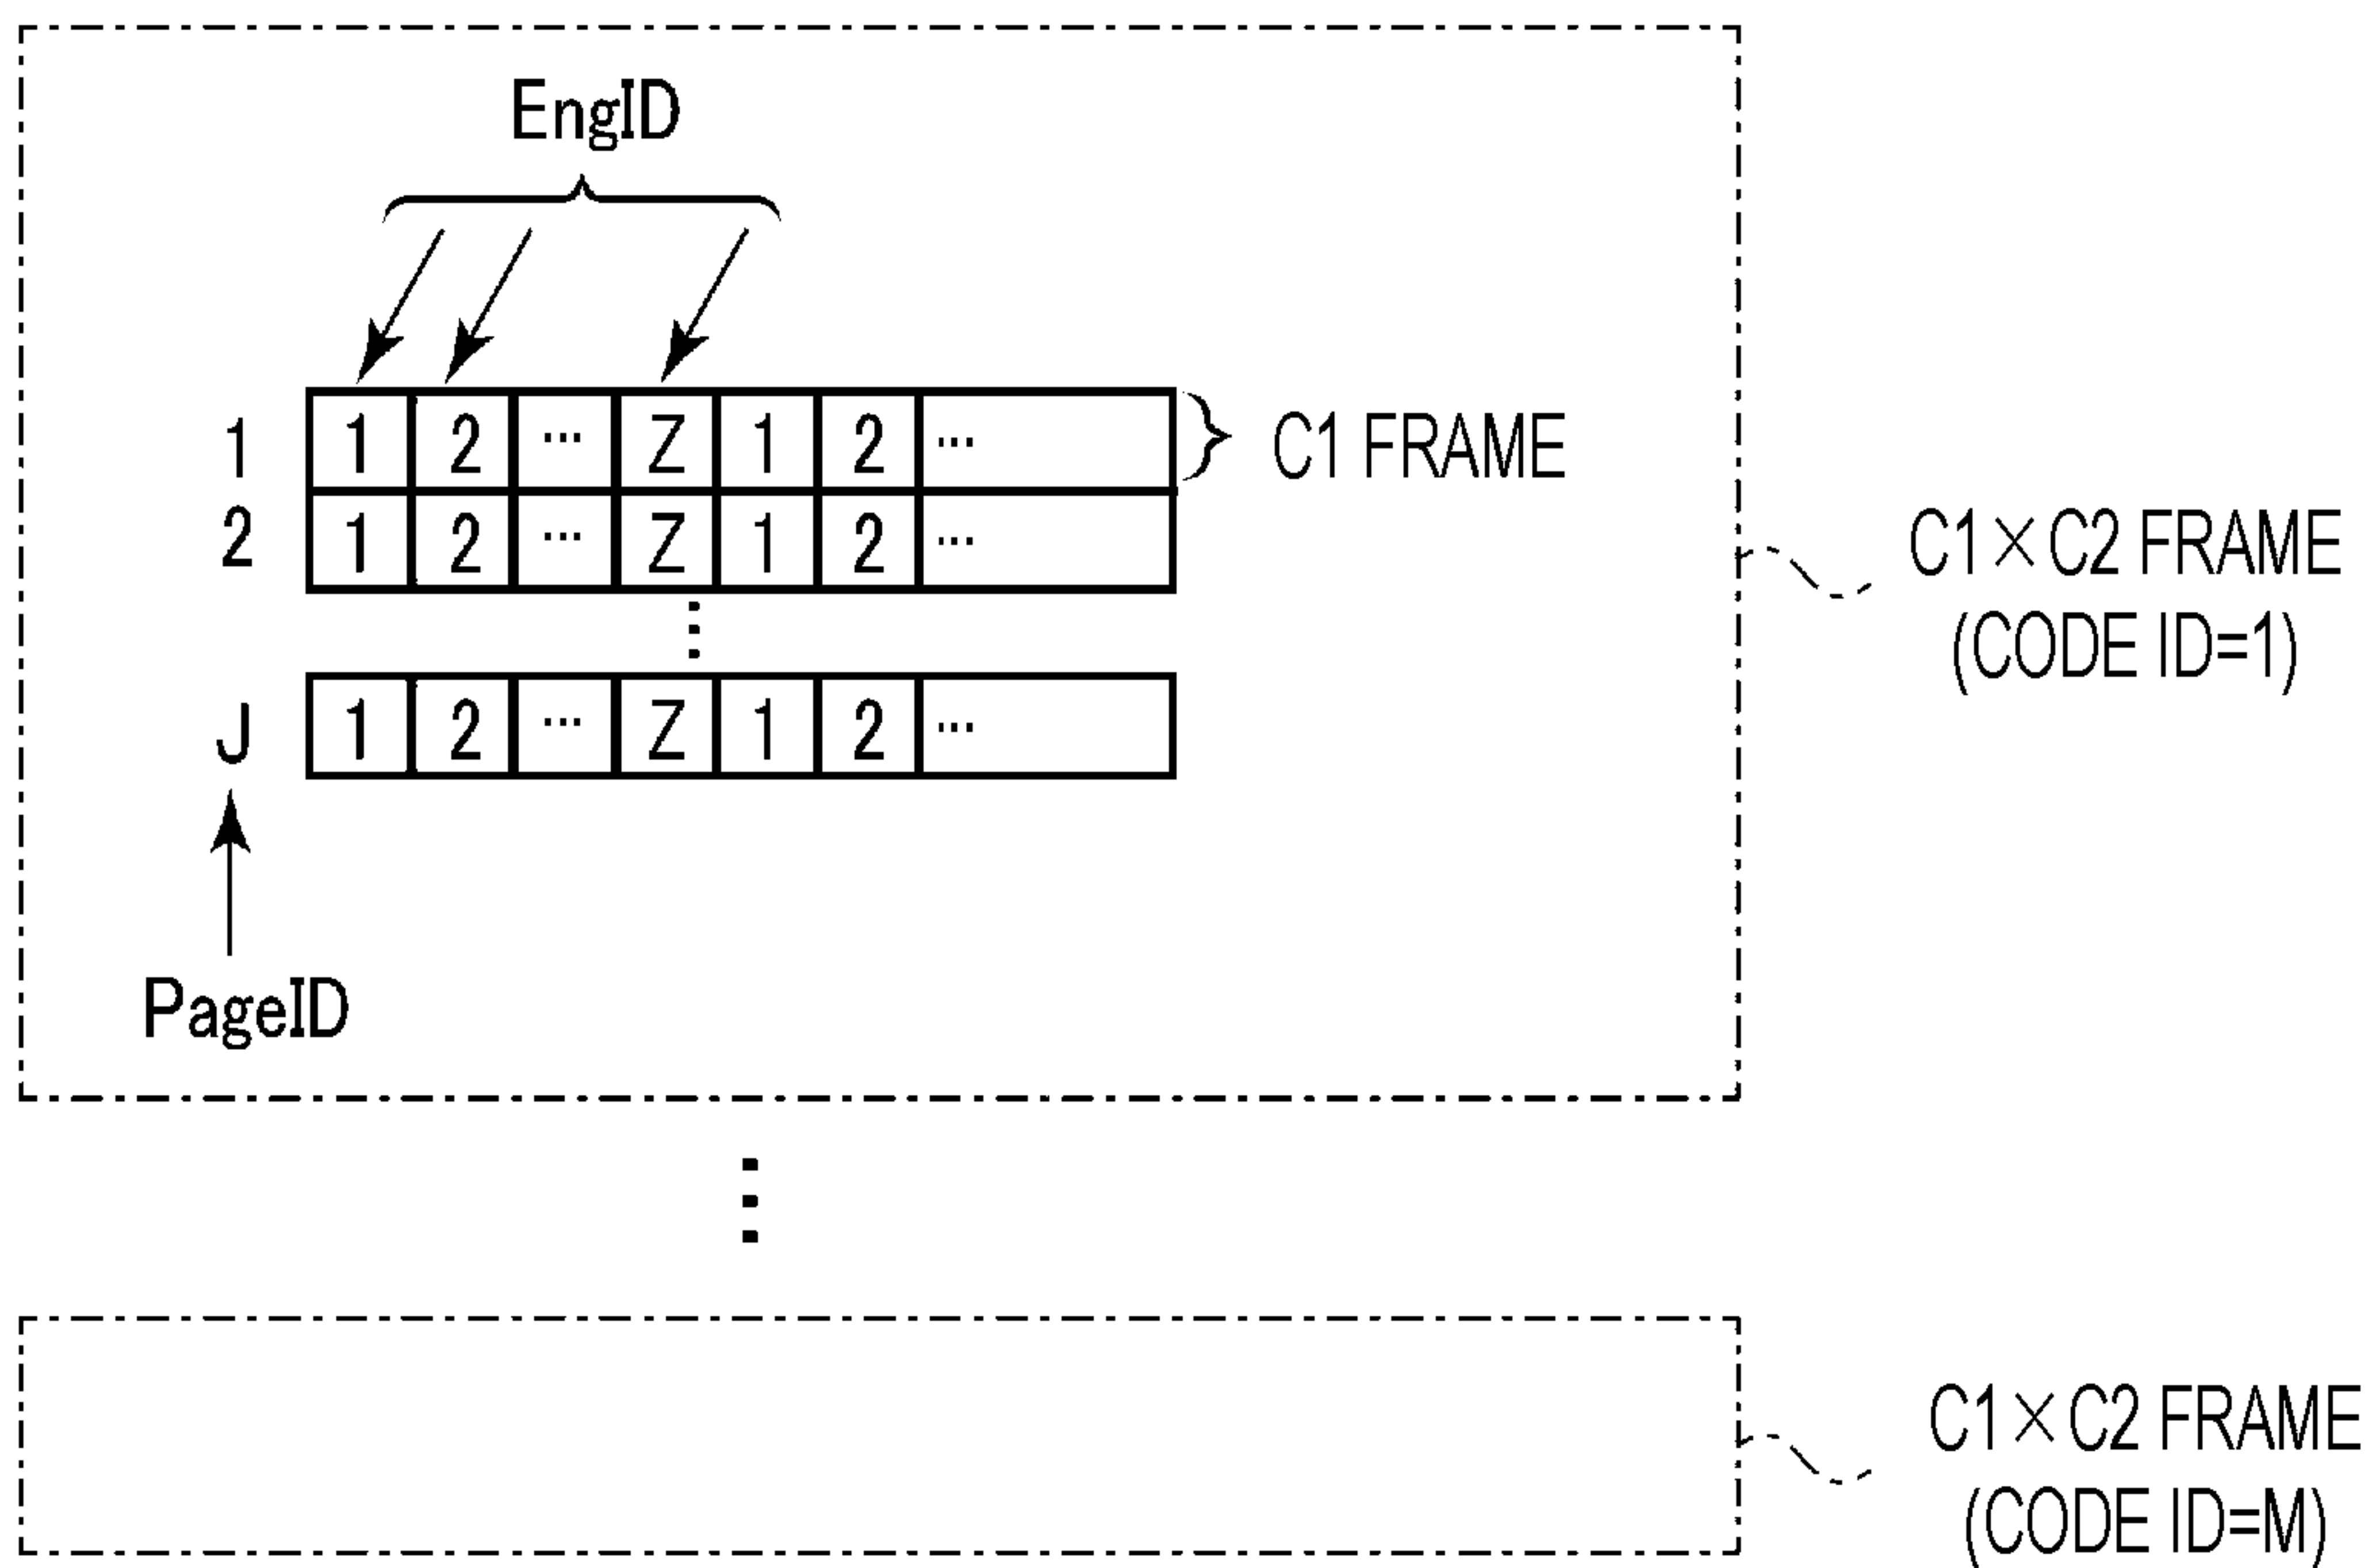 EngID
1 1 2 ... Z 1 2 ... C1 FRAME
2 1 2 ... Z 1 2 ...
J 1 2 ... Z 1 2 ...
PageID
C1×C2 FRAME
(CODE ID=1)
C1×C2 FRAME
(CODE ID=M)